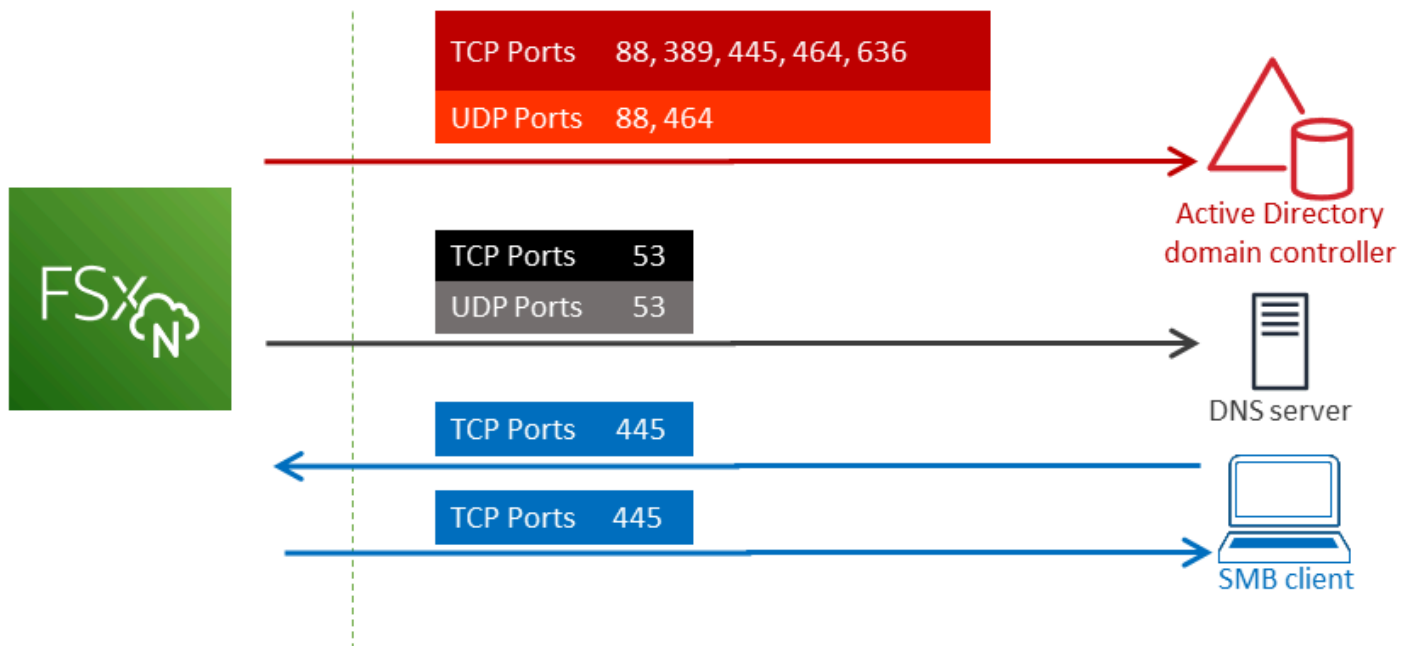 TCP Ports 88, 389, 445, 464, 636
UDP Ports 88, 464
Active Directory
domain controller
FSx
N
TCP Ports 53
UDP Ports 53
DNS server
TCP Ports 445
TCP Ports 445
SMB client